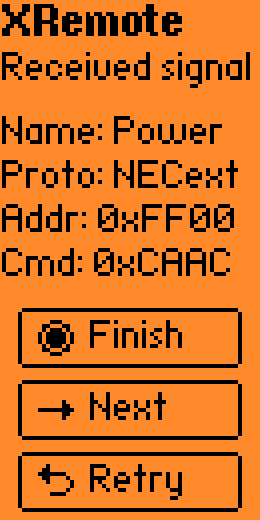 XRemote
Received signal
Name: Power
Proto: NECext
Addr: 0xFF00
Cmd: 0xCAAC
Finish
Next
Retry